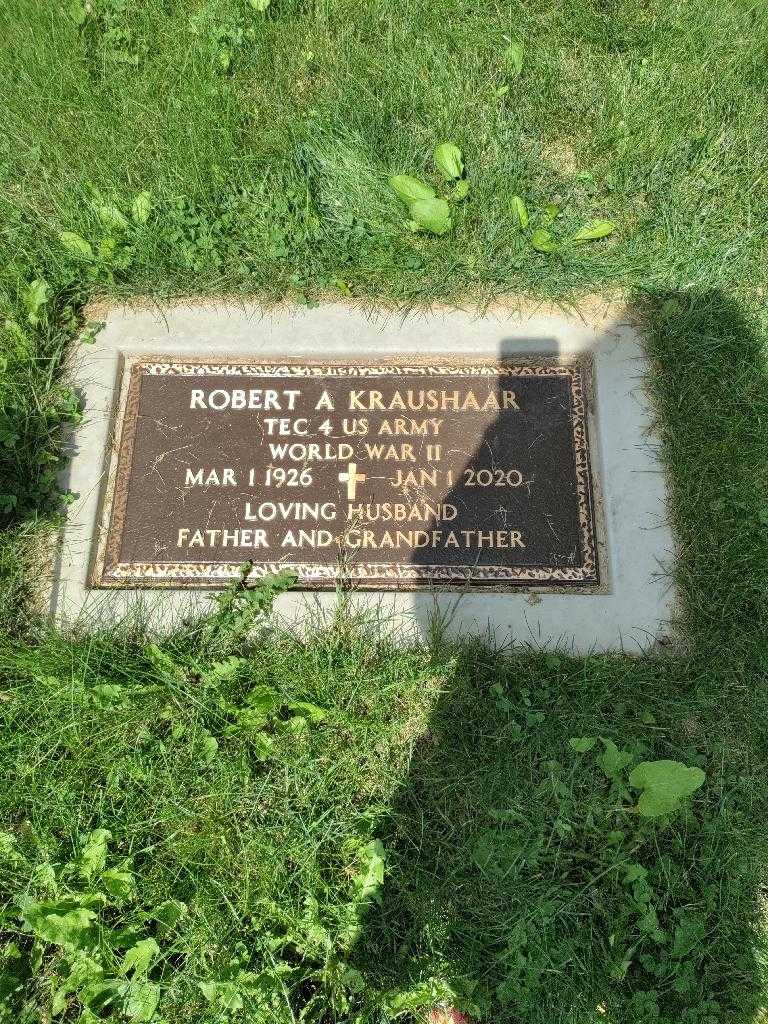 ROBERT A KRAUSHAAR
TEC 4 US ARMY
WORLD WAR II
MAR 1 1926 JAN 1 2020
LOVING HUSBAND
FATHER AND GRANDFATHER